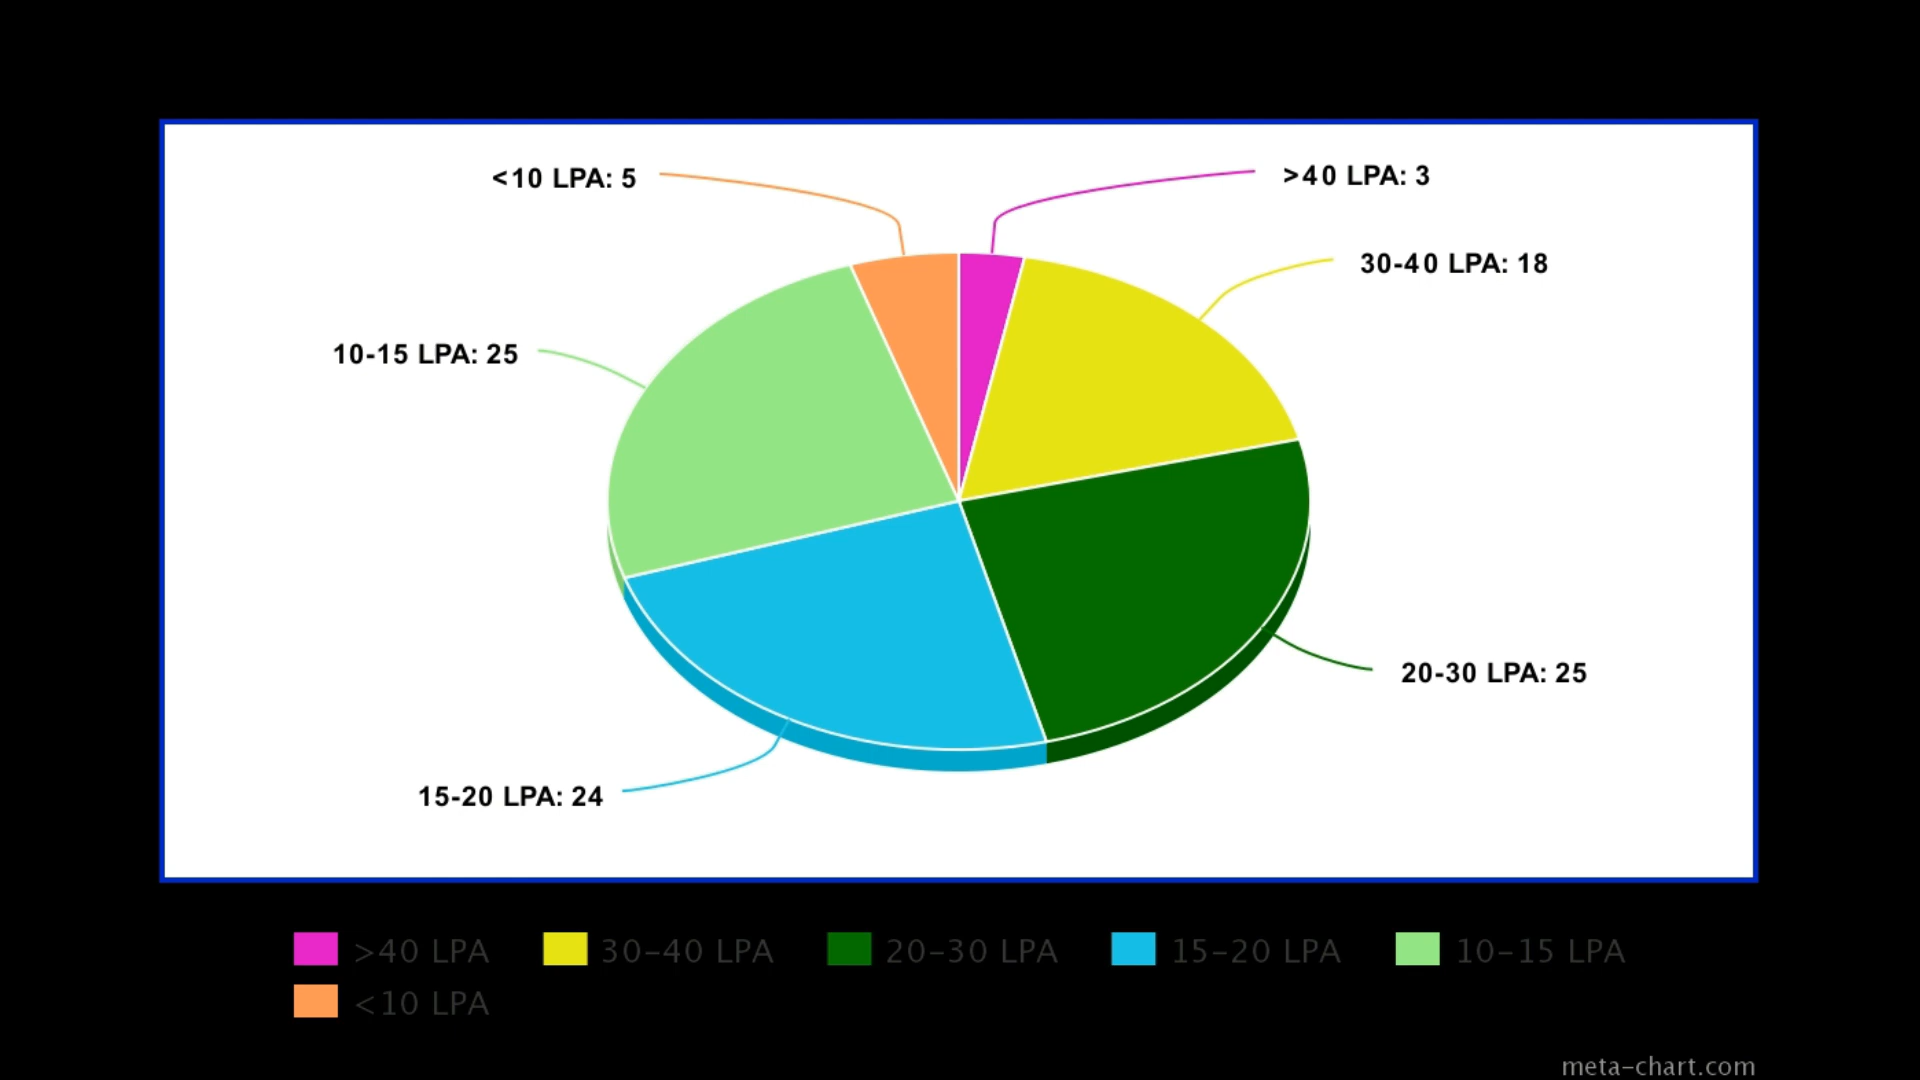 <10 LPA: 5
>40 LPA: 3
30-40 LPA: 18
10-15 LPA: 25
20-30 LPA: 25
15-20 LPA: 24
>40 LPA 30-40 LPA 20-30 LPA 15-20 LPA 10-15 LPA
<10 LPA
meta-chart.com